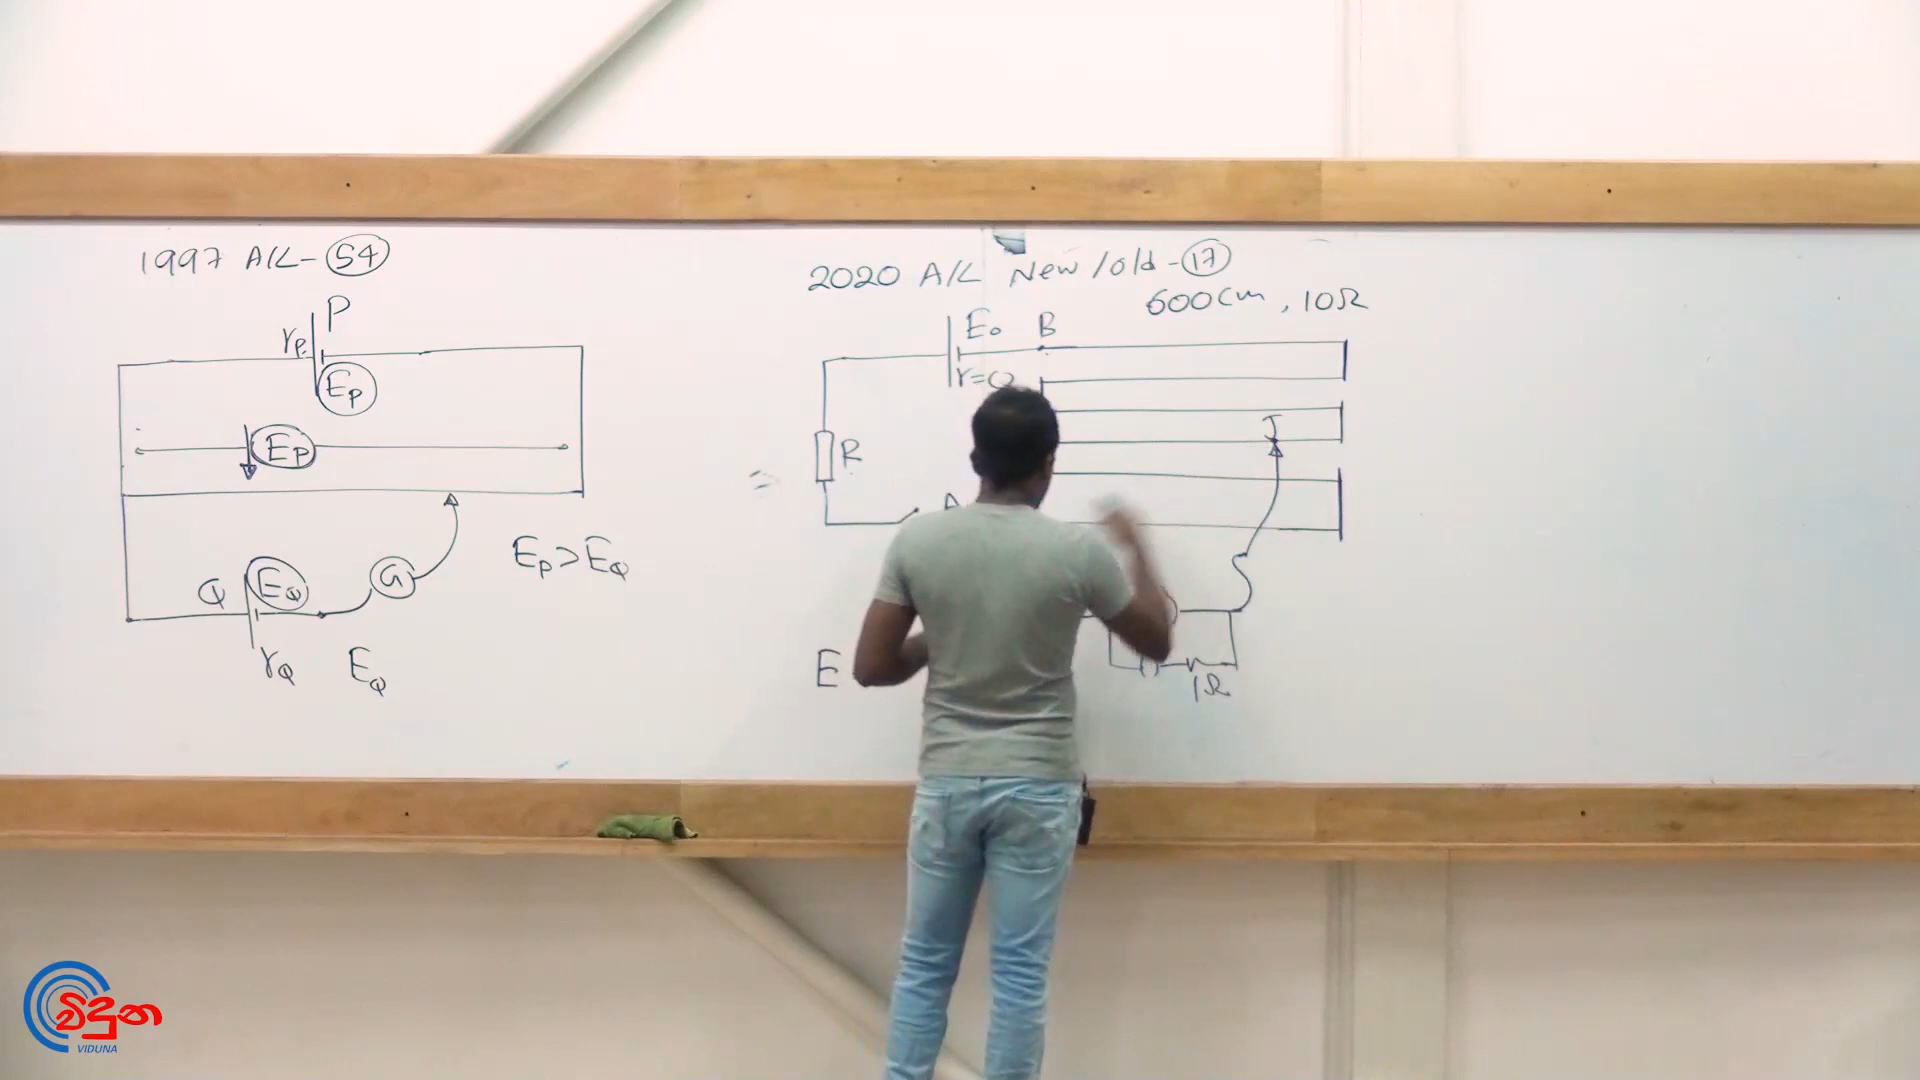 1997 A/L - 54
P
rP
EP
EP
EP > EQ
Q
EQ
G
rQ
EQ
2020 A/L New/old - 17
600cm, 10Ω
E0
B
r=0
J
R
A
E
1Ω
විදුන
VIDUNA